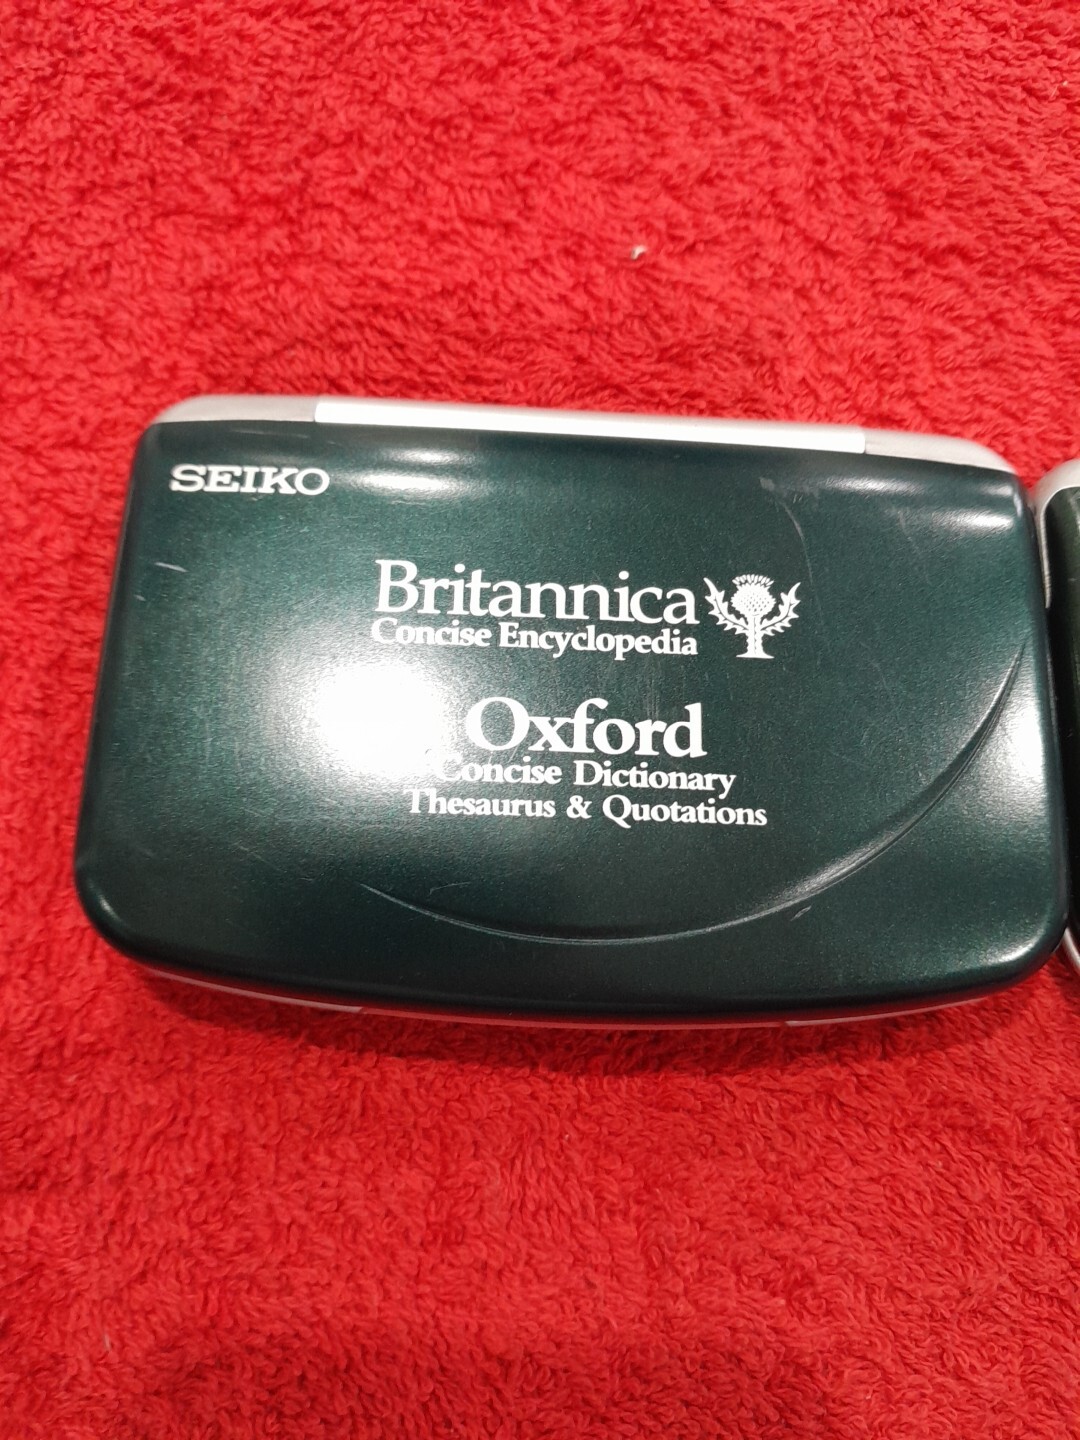 SEIKO
Britannica
Concise Encyclopedia
Oxford
Concise Dictionary
Thesaurus & Quotations